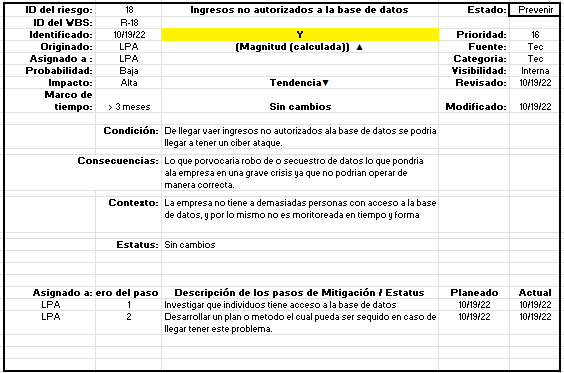 ID del riesgo: 18 Ingresos no autorizados a la base de datos Estado: Prevenir
ID del WBS: R-18
Identificado: 10/19/22 Y Prioridad: 16
Originado: LPA (Magnitud (calculada)) ▲ Fuente: Tec
Asignado a : LPA Categoria: Tec
Probabilidad: Baja Visibilidad: Interna
Impacto: Alta Tendencia▼ Revisado: 10/19/22
Marco de
tiempo: > 3 meses Sin cambios Modificado: 10/19/22
Condición: De llegar vaer ingresos no autorizados ala base de datos se podria
llegar a tener un ciber ataque.
Consecuencias: Lo que porvocaria robo de o secuestro de datos lo que pondria
ala empresa en una grave crisis ya que no podrian operar de
manera correcta.
Contexto: La empresa no tiene a demasiadas personas con acceso a la base
de datos, y por lo mismo no es moritoreada en tiempo y forma
Estatus: Sin cambios
Asignado a: ero del paso Descripción de los pasos de Mitigación / Estatus Planeado Actual
LPA 1 Investigar que individuos tiene acceso a la base de datos 10/19/22 10/19/22
LPA 2 Desarrollar un plan o metodo el cual pueda ser sequido en caso de 10/19/22 10/19/22
llegar tener este problema.